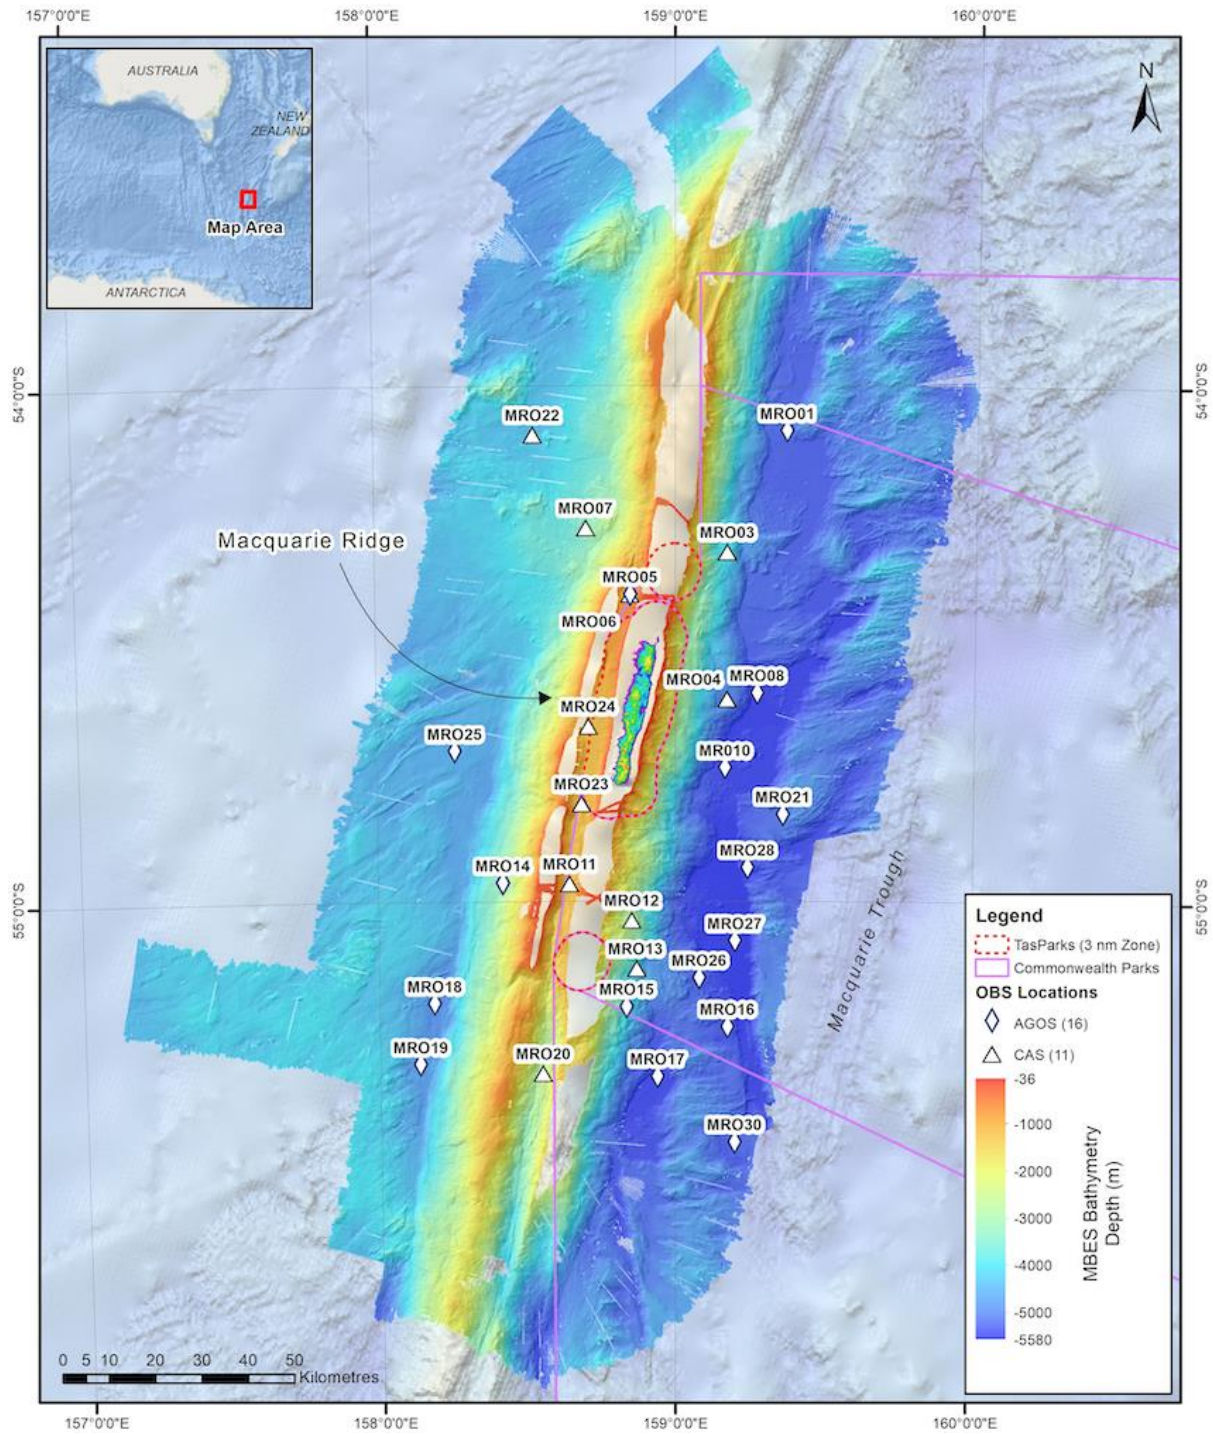 157°0'0"E
158°0'0"E
159°0'0"E
160°0'0"E
AUSTRALIA
NEW
ZEALAND
Map Area
ANTARCTICA
N
54°0'0"S
54°0'0"S
MRO22
MRO01
MRO07
MRO03
Macquarie Ridge
MRO05
MRO06
MRO04
MRO08
MRO24
MRO25
MR010
MRO23
MRO21
MRO28
MRO14
MRO11
MRO12
55°0'0"S
55°0'0"S
MRO27
MRO13
MRO26
Macquarie Trough
MRO18
MRO15
MRO16
MRO19
MRO20
MRO17
MRO30
Legend
TasParks (3 nm Zone)
Commonwealth Parks
OBS Locations
AGOS (16)
CAS (11)
-36
-1000
-2000
-3000
-4000
-5000
-5580
MBES Bathymetry
Depth (m)
0 5 10 20 30 40 50
Kilometres
157°0'0"E
158°0'0"E
159°0'0"E
160°0'0"E